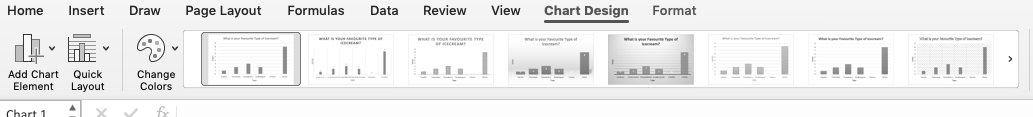 Home Insert Draw Page Layout Formulas Data Review View Chart Design Format
What is your Favourite Type of Icecream?
WHAT IS YOUR FAVOURITE TYPE OF ICECREAM?
WHAT IS YOUR FAVOURITE TYPE OF ICECREAM?
What is your Favourite Type of Icecream?
What is your Favourite Type of Icecream?
What is your Favourite Type of Icecream?
What is your Favourite Type of Icecream?
What is your Favourite Type of Icecream?
Add Chart Element
Quick Layout
Change Colors
Chart 1
fx